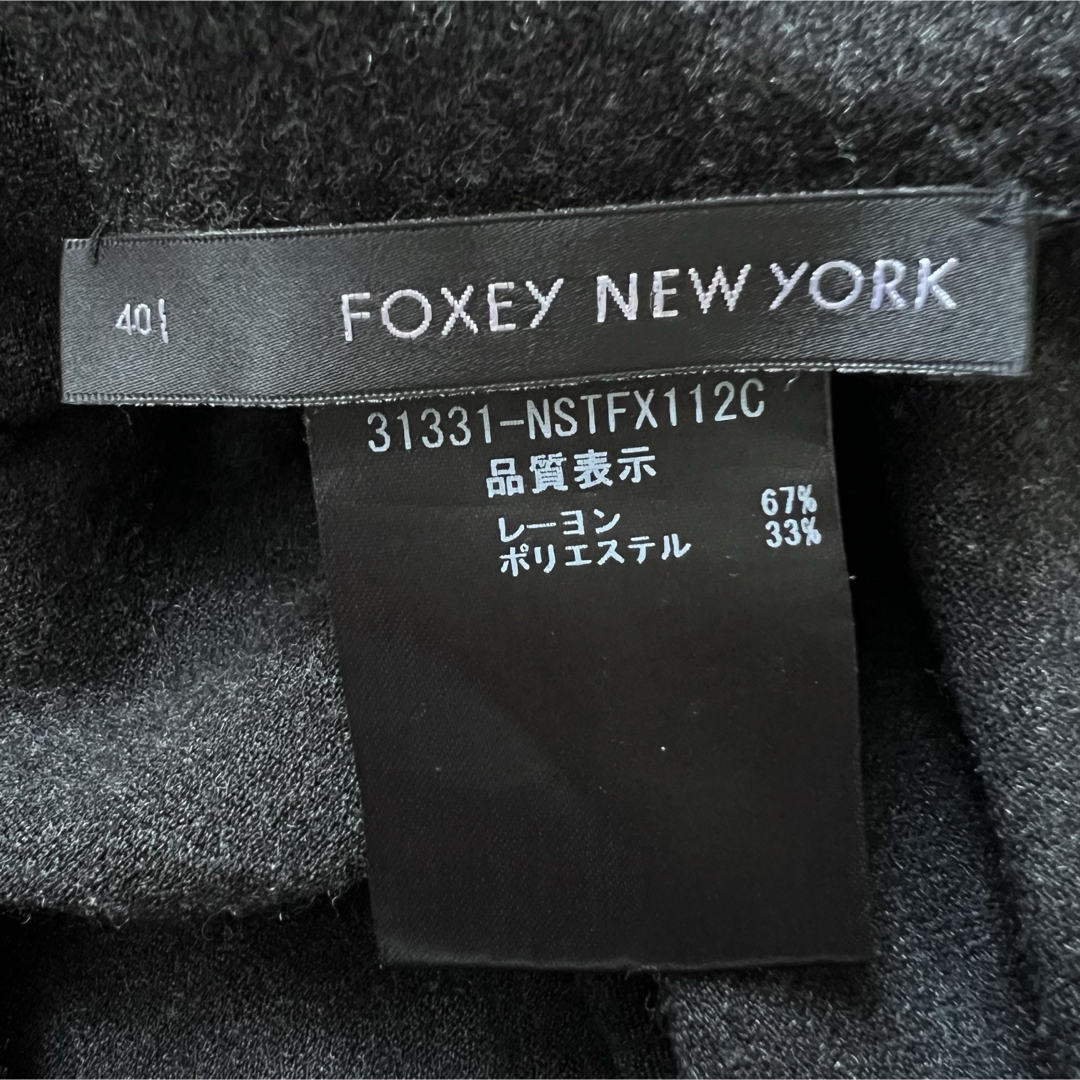 40
FOXEY NEW YORK
31331-NSTFX112C
品質表示
レーヨン 67%
ポリエステル 33%